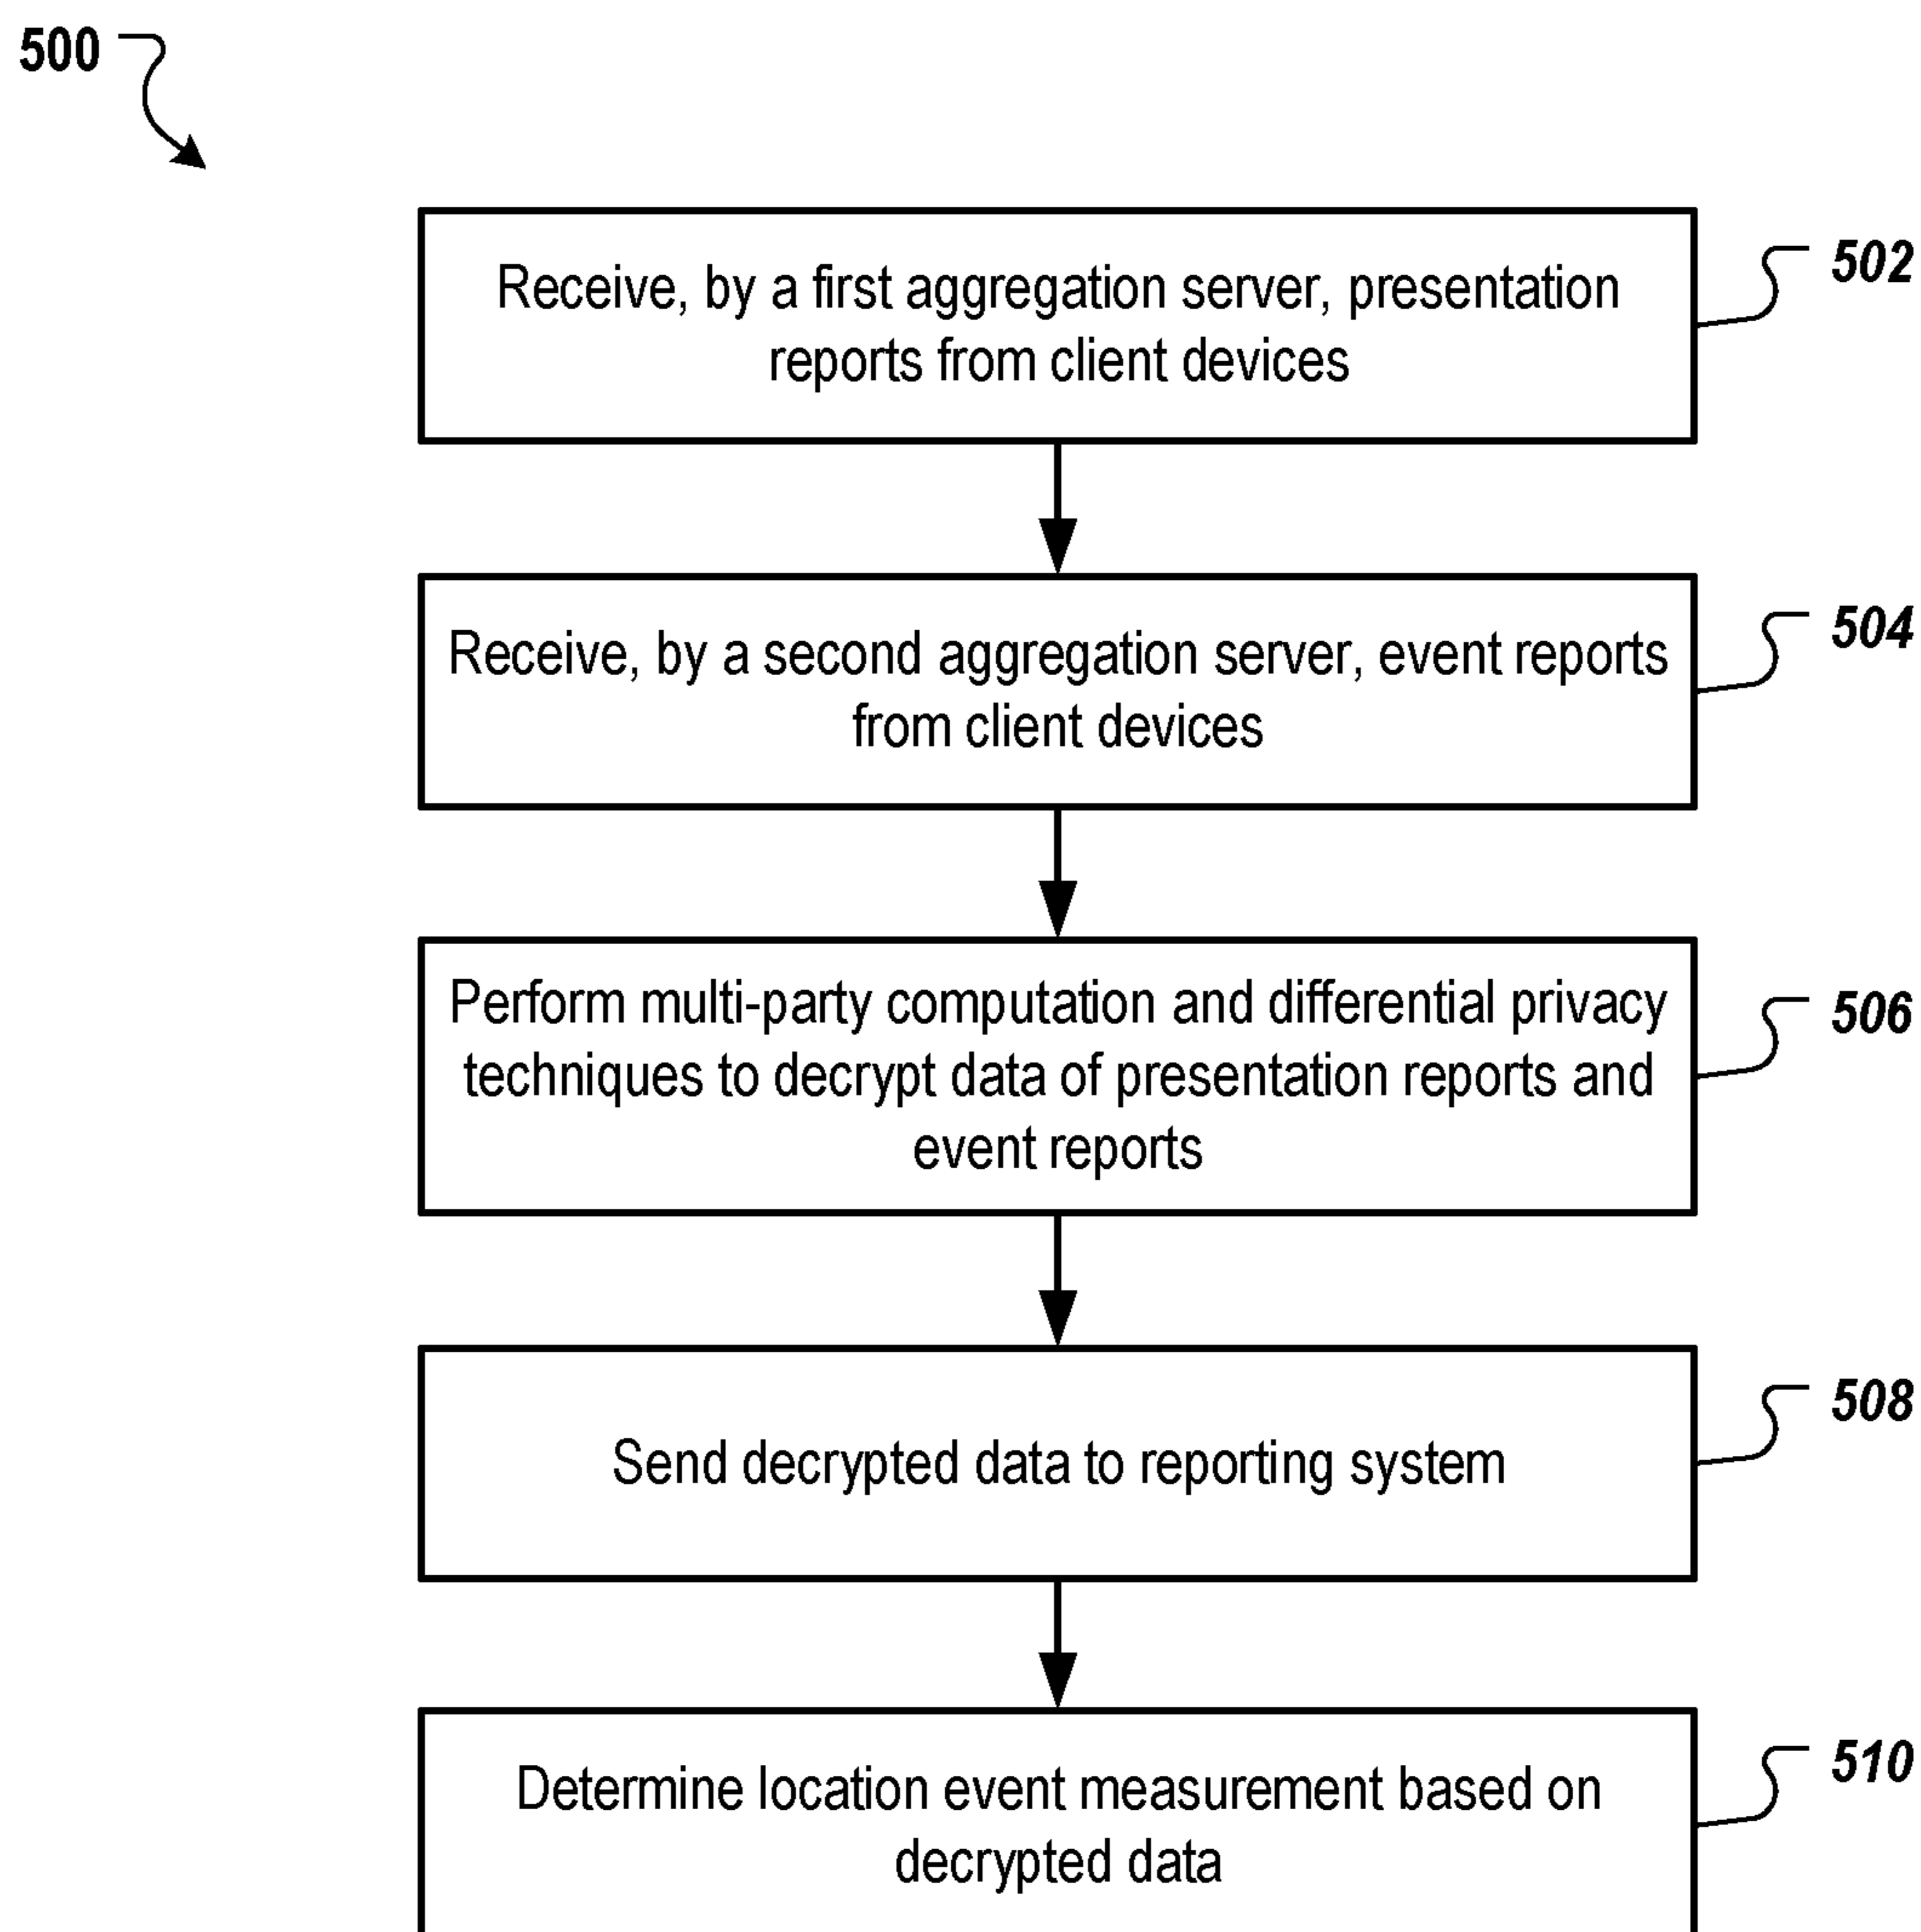 500
Receive, by a first aggregation server, presentation
reports from client devices
502
Receive, by a second aggregation server, event reports
from client devices
504
Perform multi-party computation and differential privacy
techniques to decrypt data of presentation reports and
event reports
506
Send decrypted data to reporting system
508
Determine location event measurement based on
decrypted data
510